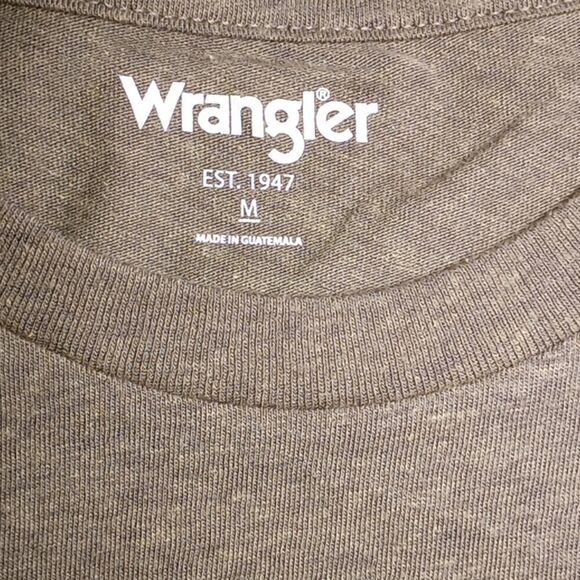 Wrangler®
EST. 1947
M
MADE IN GUATEMALA